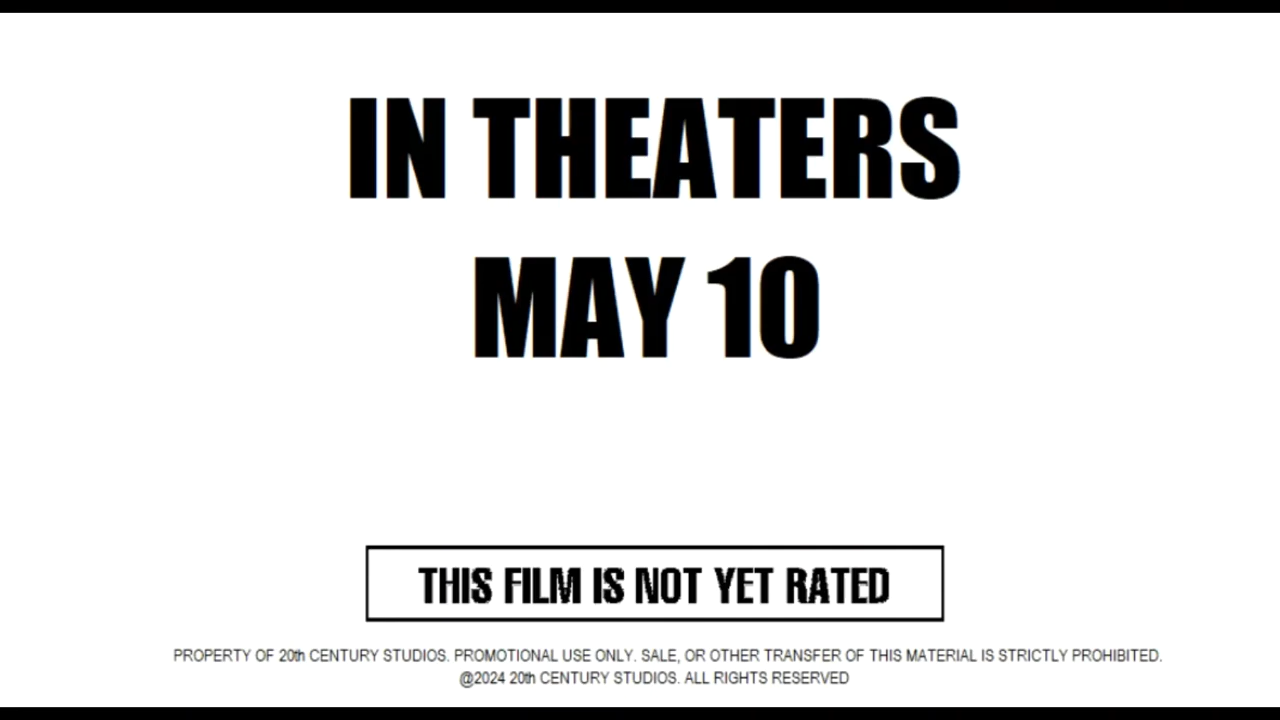 IN THEATERS
MAY 10
THIS FILM IS NOT YET RATED
PROPERTY OF 20th CENTURY STUDIOS. PROMOTIONAL USE ONLY. SALE, OR OTHER TRANSFER OF THIS MATERIAL IS STRICTLY PROHIBITED.
@2024 20th CENTURY STUDIOS. ALL RIGHTS RESERVED